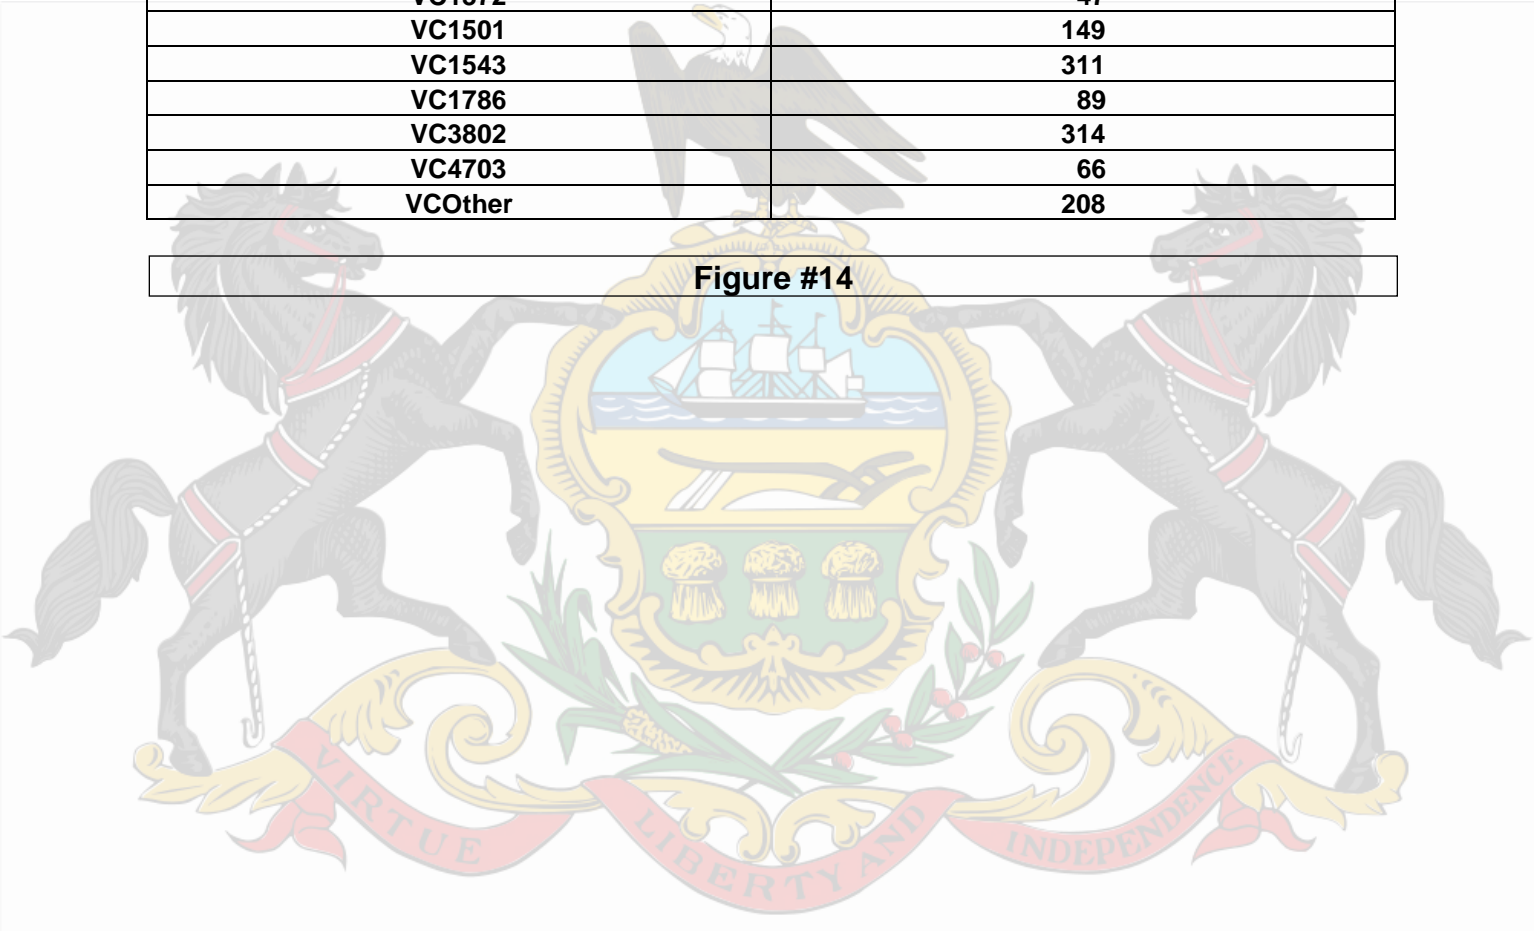 VC1501 149
VC1543 311
VC1786 89
VC3802 314
VC4703 66
VCOther 208
Figure #14
VIRTUE
LIBERTY AND
INDEPENDENCE